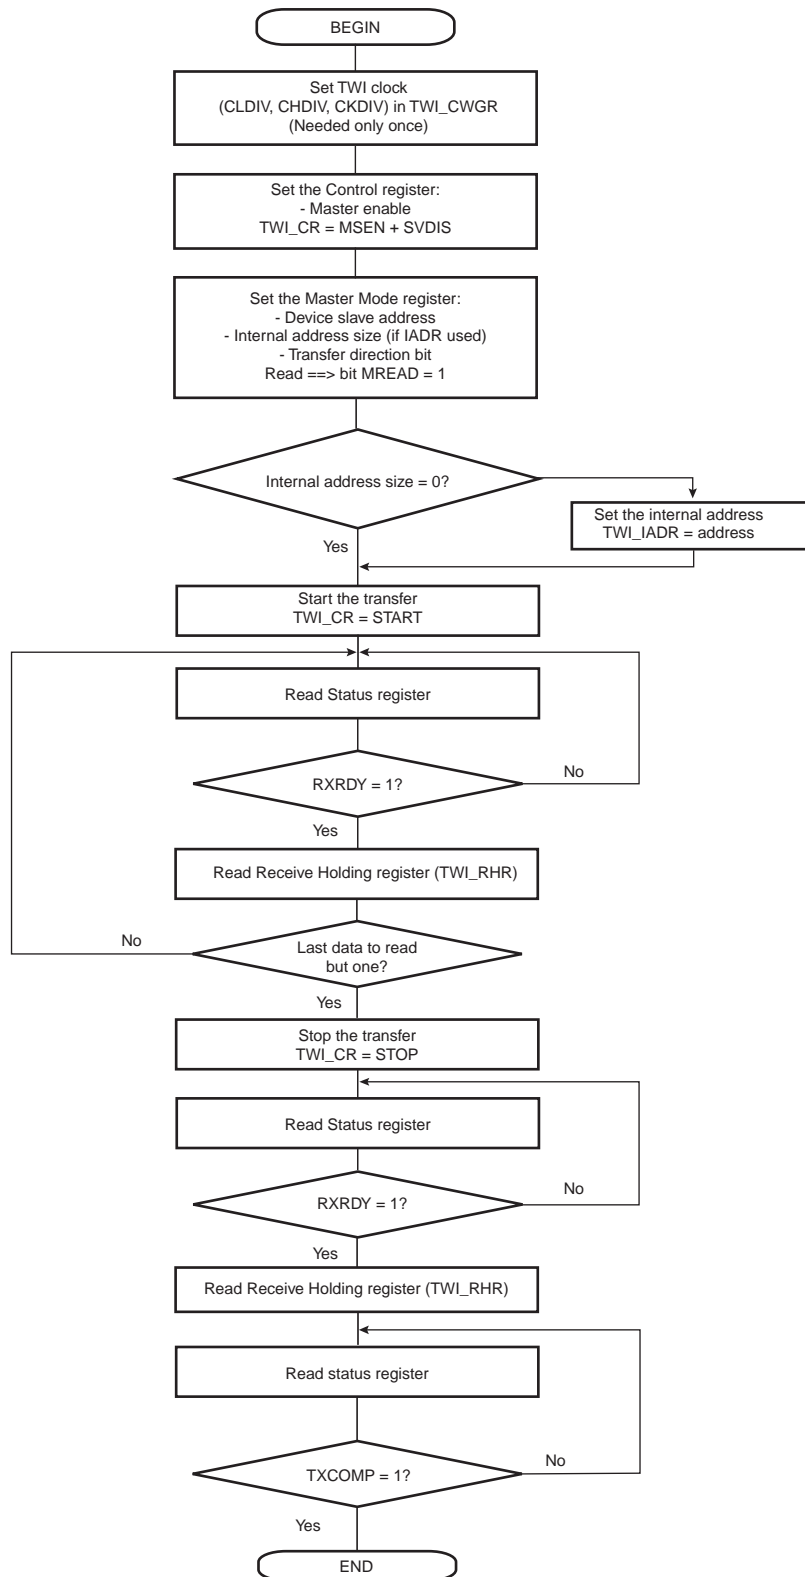 BEGIN
Set TWI clock
(CLDIV, CHDIV, CKDIV) in TWI_CWGR
(Needed only once)
Set the Control register:
- Master enable
TWI_CR = MSEN + SVDIS
Set the Master Mode register:
- Device slave address
- Internal address size (if IADR used)
- Transfer direction bit
Read ==> bit MREAD = 1
Internal address size = 0?
Set the internal address
TWI_IADR = address
Yes
Start the transfer
TWI_CR = START
Read Status register
RXRDY = 1?
No
Yes
Read Receive Holding register (TWI_RHR)
No
Last data to read
but one?
Yes
Stop the transfer
TWI_CR = STOP
Read Status register
RXRDY = 1?
No
Yes
Read Receive Holding register (TWI_RHR)
Read status register
TXCOMP = 1?
No
Yes
END